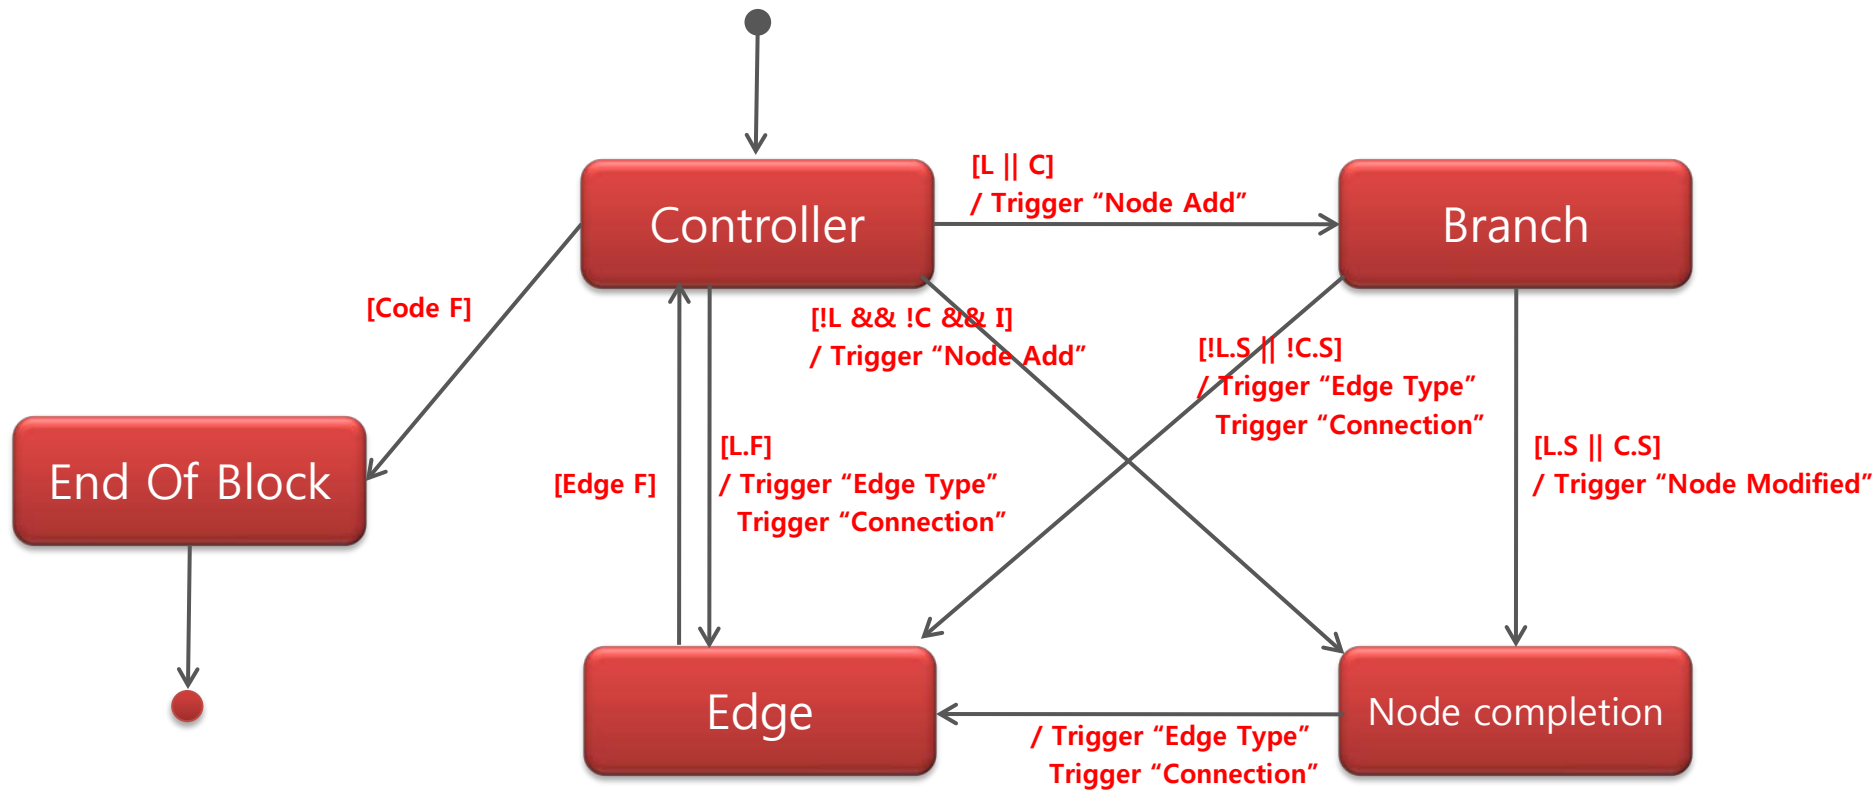 [L || C]
/ Trigger “Node Add”
Controller
Branch
[Code F]
[!L && !C && I]
/ Trigger “Node Add”
[!L.S || !C.S]
/ Trigger “Edge Type”
Trigger “Connection”
End Of Block
[Edge F]
[L.F]
/ Trigger “Edge Type”
Trigger “Connection”
[L.S || C.S]
/ Trigger “Node Modified”
Edge
Node completion
/ Trigger “Edge Type”
Trigger “Connection”